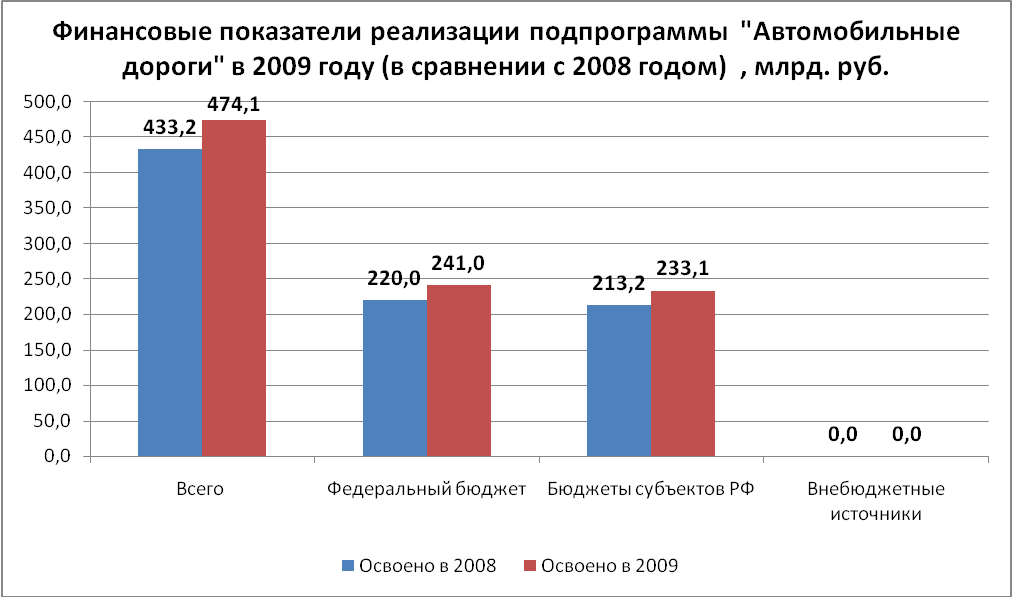 Финансовые показатели реализации подпрограммы "Автомобильные
дороги" в 2009 году (в сравнении с 2008 годом) , млрд. руб.
500,0
450,0
400,0
350,0
300,0
250,0
200,0
150,0
100,0
50,0
0,0
433,2
474,1
220,0
241,0
213,2
233,1
0,0
0,0
Всего
Федеральный бюджет
Бюджеты субъектов РФ
Внебюджетные
источники
Освоено в 2008
Освоено в 2009